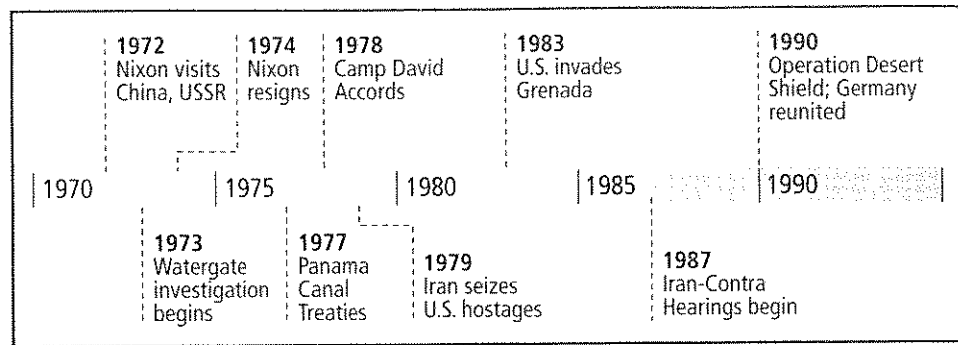 1972
Nixon visits
China, USSR
1974
Nixon
resigns
1978
Camp David
Accords
1983
U.S. invades
Grenada
1990
Operation Desert
Shield; Germany
reunited
1970
1975
1980
1985
1990
1973
Watergate
investigation
begins
1977
Panama
Canal
Treaties
1979
Iran seizes
U.S. hostages
1987
Iran-Contra
Hearings begin